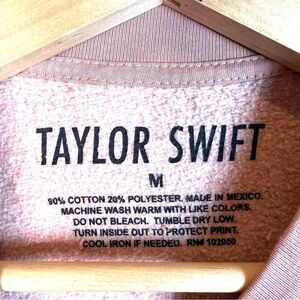 TAYLOR SWIFT
M
80% COTTON 20% POLYESTER. MADE IN MEXICO.
MACHINE WASH WARM WITH LIKE COLORS.
DO NOT BLEACH. TUMBLE DRY LOW.
TURN INSIDE OUT TO PROTECT PRINT.
COOL IRON IF NEEDED. RN# 102050